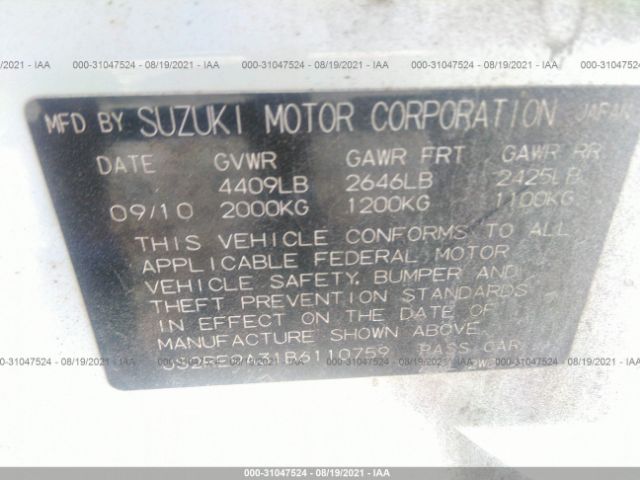 000-31047524 - 08/19/2021 - IAA
MFD BY SUZUKI MOTOR CORPORATION JAPAN
DATE GVWR GAWR FRT GAWR RR
4409LB 2646LB 2425LB
09/10 2000KG 1200KG 1100KG
THIS VEHICLE CONFORMS TO ALL
APPLICABLE FEDERAL MOTOR
VEHICLE SAFETY, BUMPER AND
THEFT PREVENTION STANDARDS
IN EFFECT ON THE DATE OF
MANUFACTURE SHOWN ABOVE.
PASS CAR
000-31047524 - 08/19/2021 - IAA